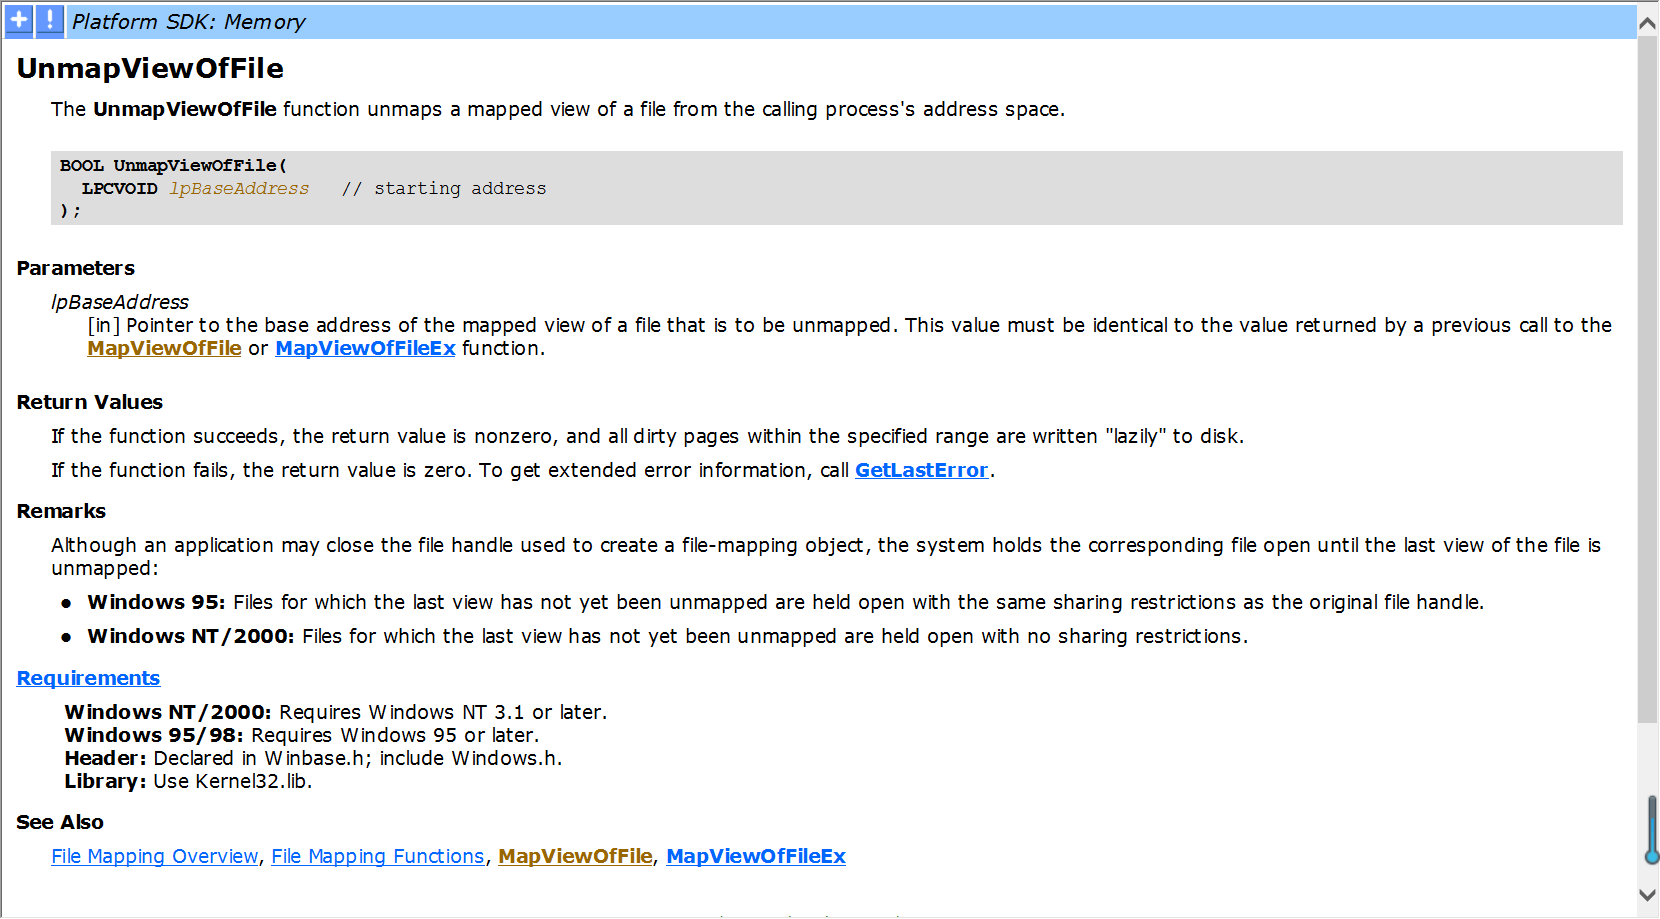 Platform SDK: Memory
UnmapViewOfFile
The UnmapViewOfFile function unmaps a mapped view of a file from the calling process's address space.
BOOL UnmapViewOfFile(
LPCVOID lpBaseAddress   // starting address
);
Parameters
lpBaseAddress
[in] Pointer to the base address of the mapped view of a file that is to be unmapped. This value must be identical to the value returned by a previous call to the
MapViewOfFile or MapViewOfFileEx function.
Return Values
If the function succeeds, the return value is nonzero, and all dirty pages within the specified range are written "lazily" to disk.
If the function fails, the return value is zero. To get extended error information, call GetLastError.
Remarks
Although an application may close the file handle used to create a file-mapping object, the system holds the corresponding file open until the last view of the file is
unmapped:
● Windows 95: Files for which the last view has not yet been unmapped are held open with the same sharing restrictions as the original file handle.
● Windows NT/2000: Files for which the last view has not yet been unmapped are held open with no sharing restrictions.
Requirements
Windows NT/2000: Requires Windows NT 3.1 or later.
Windows 95/98: Requires Windows 95 or later.
Header: Declared in Winbase.h; include Windows.h.
Library: Use Kernel32.lib.
See Also
File Mapping Overview, File Mapping Functions, MapViewOfFile, MapViewOfFileEx